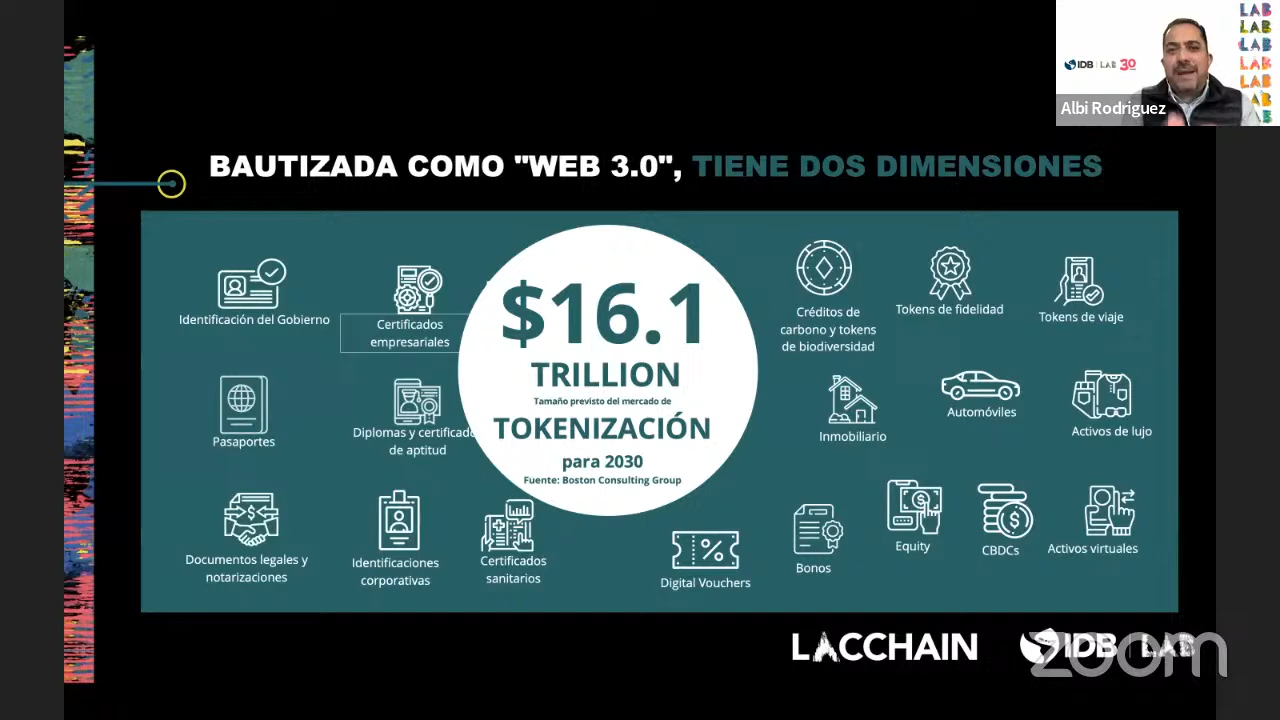 LAB
LAB
LAB
LAB
LAB
IDB | LAB 30
Albi Rodriguez
BAUTIZADA COMO "WEB 3.0", TIENE DOS DIMENSIONES
Identificación del Gobierno
Certificados
empresariales
Pasaportes
Diplomas y certificado
de aptitud
Documentos legales y
notarizaciones
Identificaciones
corporativas
Certificados
sanitarios
$16.1
TRILLION
Tamaño previsto del mercado de
TOKENIZACIÓN
para 2030
Fuente: Boston Consulting Group
Créditos de
carbono y tokens
de biodiversidad
Tokens de fidelidad
Tokens de viaje
Inmobiliario
Automóviles
Activos de lujo
Digital Vouchers
Bonos
Equity
CBDCs
Activos virtuales
LACCHAIN
IDB | LAB
zoom